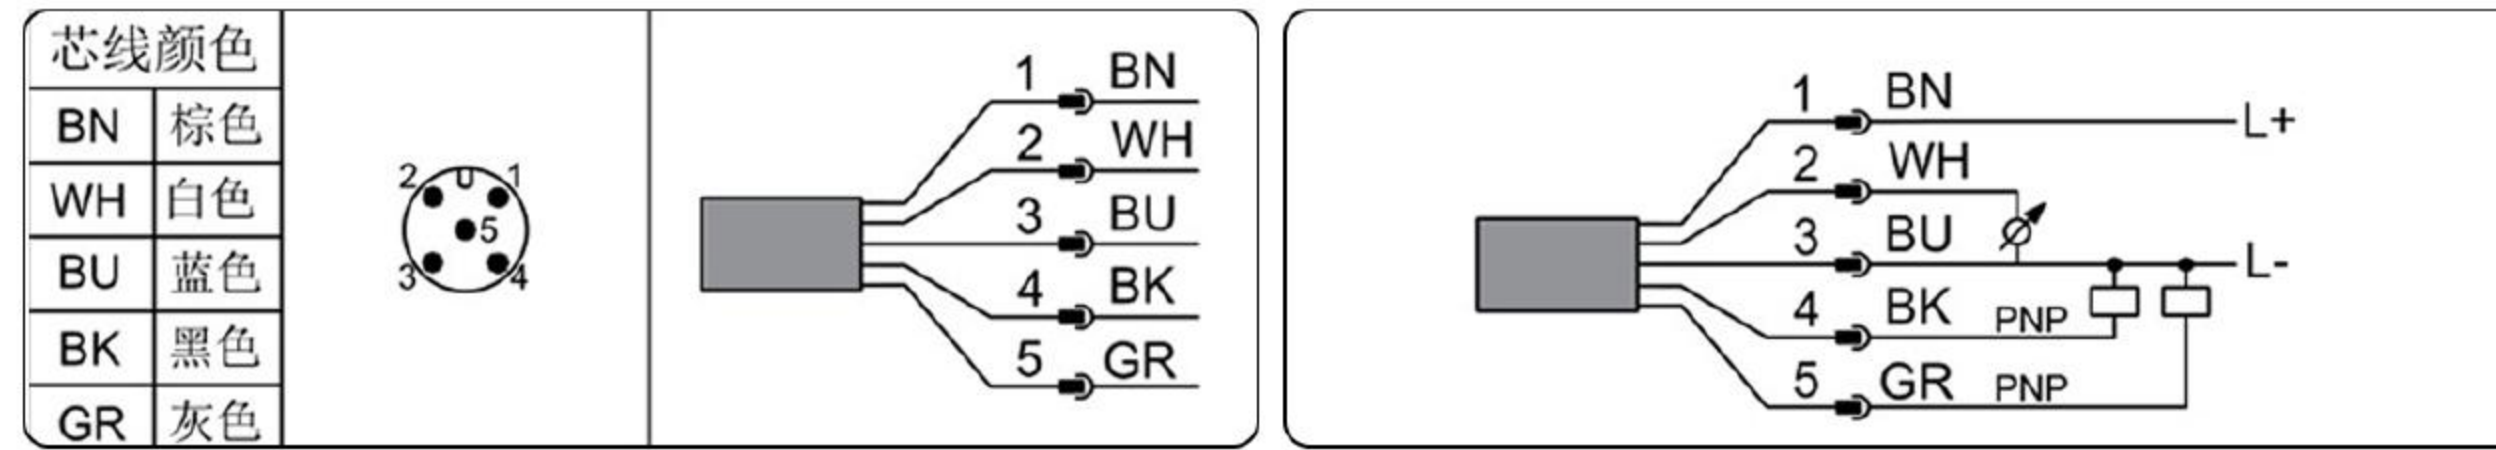 芯线颜色
BN 棕色
WH 白色
BU 蓝色
BK 黑色
GR 灰色
2 1
5
3 4
1 BN
2 WH
3 BU
4 BK
5 GR
1 BN L+
2 WH
3 BU L-
4 BK PNP
5 GR PNP